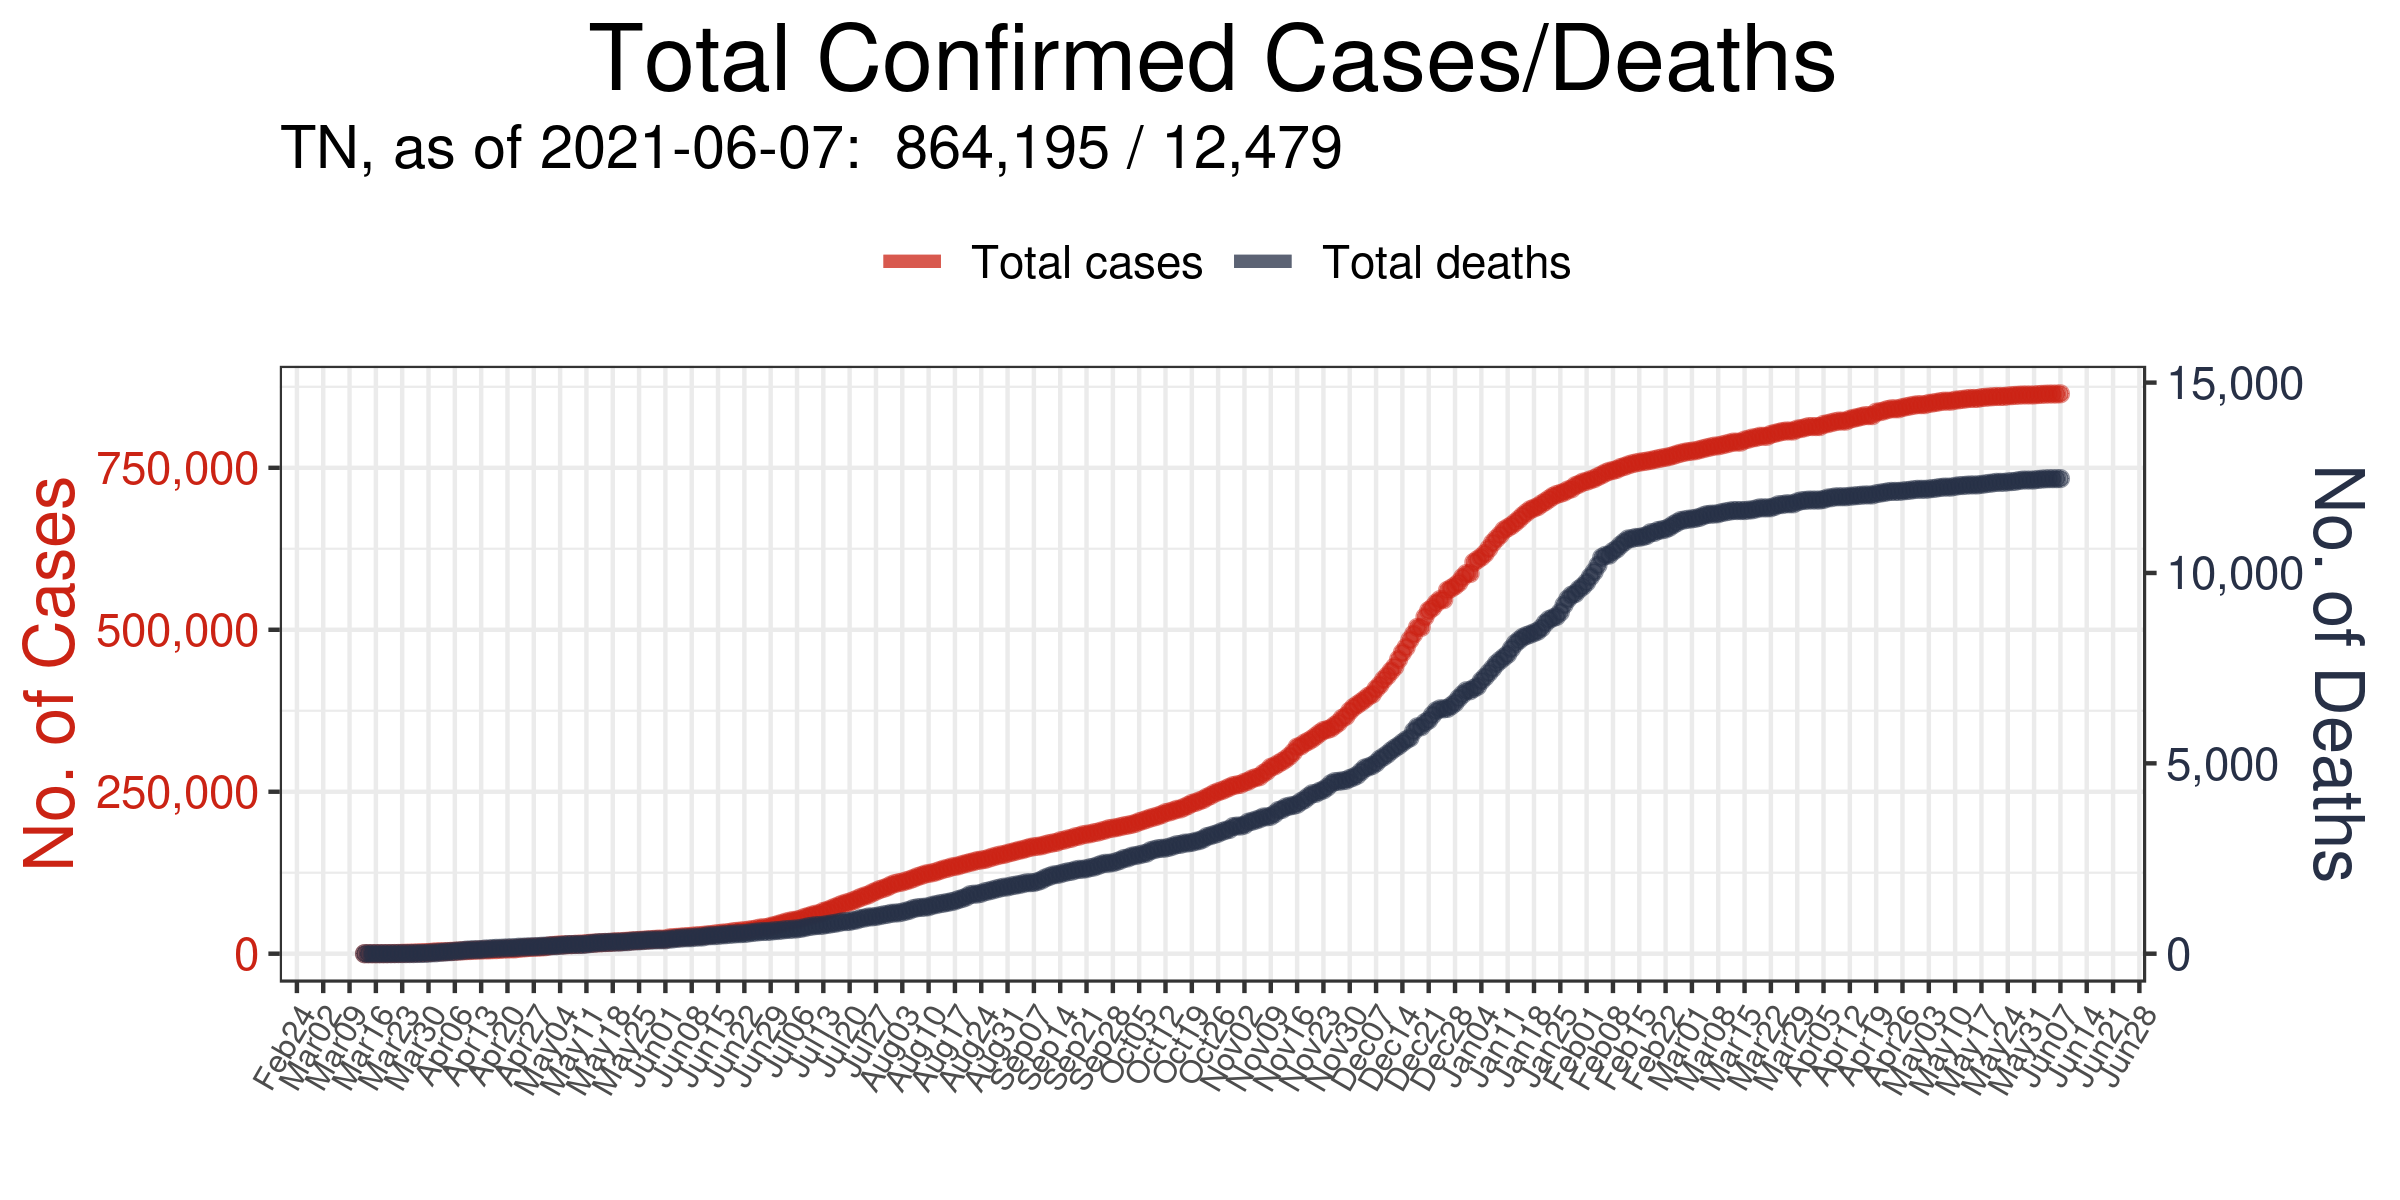 Total Confirmed Cases/Deaths
TN, as of 2021-06-07:  864,195 / 12,479
Total cases
Total deaths
No. of Cases
750,000
500,000
250,000
0
15,000
10,000
5,000
0
No. of Deaths
Feb24
Mar02
Mar09
Mar16
Mar23
Mar30
Apr06
Apr13
Apr20
Apr27
May04
May11
May18
May25
Jun01
Jun08
Jun15
Jun22
Jun29
Jul06
Jul13
Jul20
Jul27
Aug03
Aug10
Aug17
Aug24
Aug31
Sep07
Sep14
Sep21
Sep28
Oct05
Oct12
Oct19
Oct26
Nov02
Nov09
Nov16
Nov23
Nov30
Dec07
Dec14
Dec21
Dec28
Jan04
Jan11
Jan18
Jan25
Feb01
Feb08
Feb15
Feb22
Mar01
Mar08
Mar15
Mar22
Mar29
Apr05
Apr12
Apr19
Apr26
May03
May10
May17
May24
May31
Jun07
Jun14
Jun21
Jun28